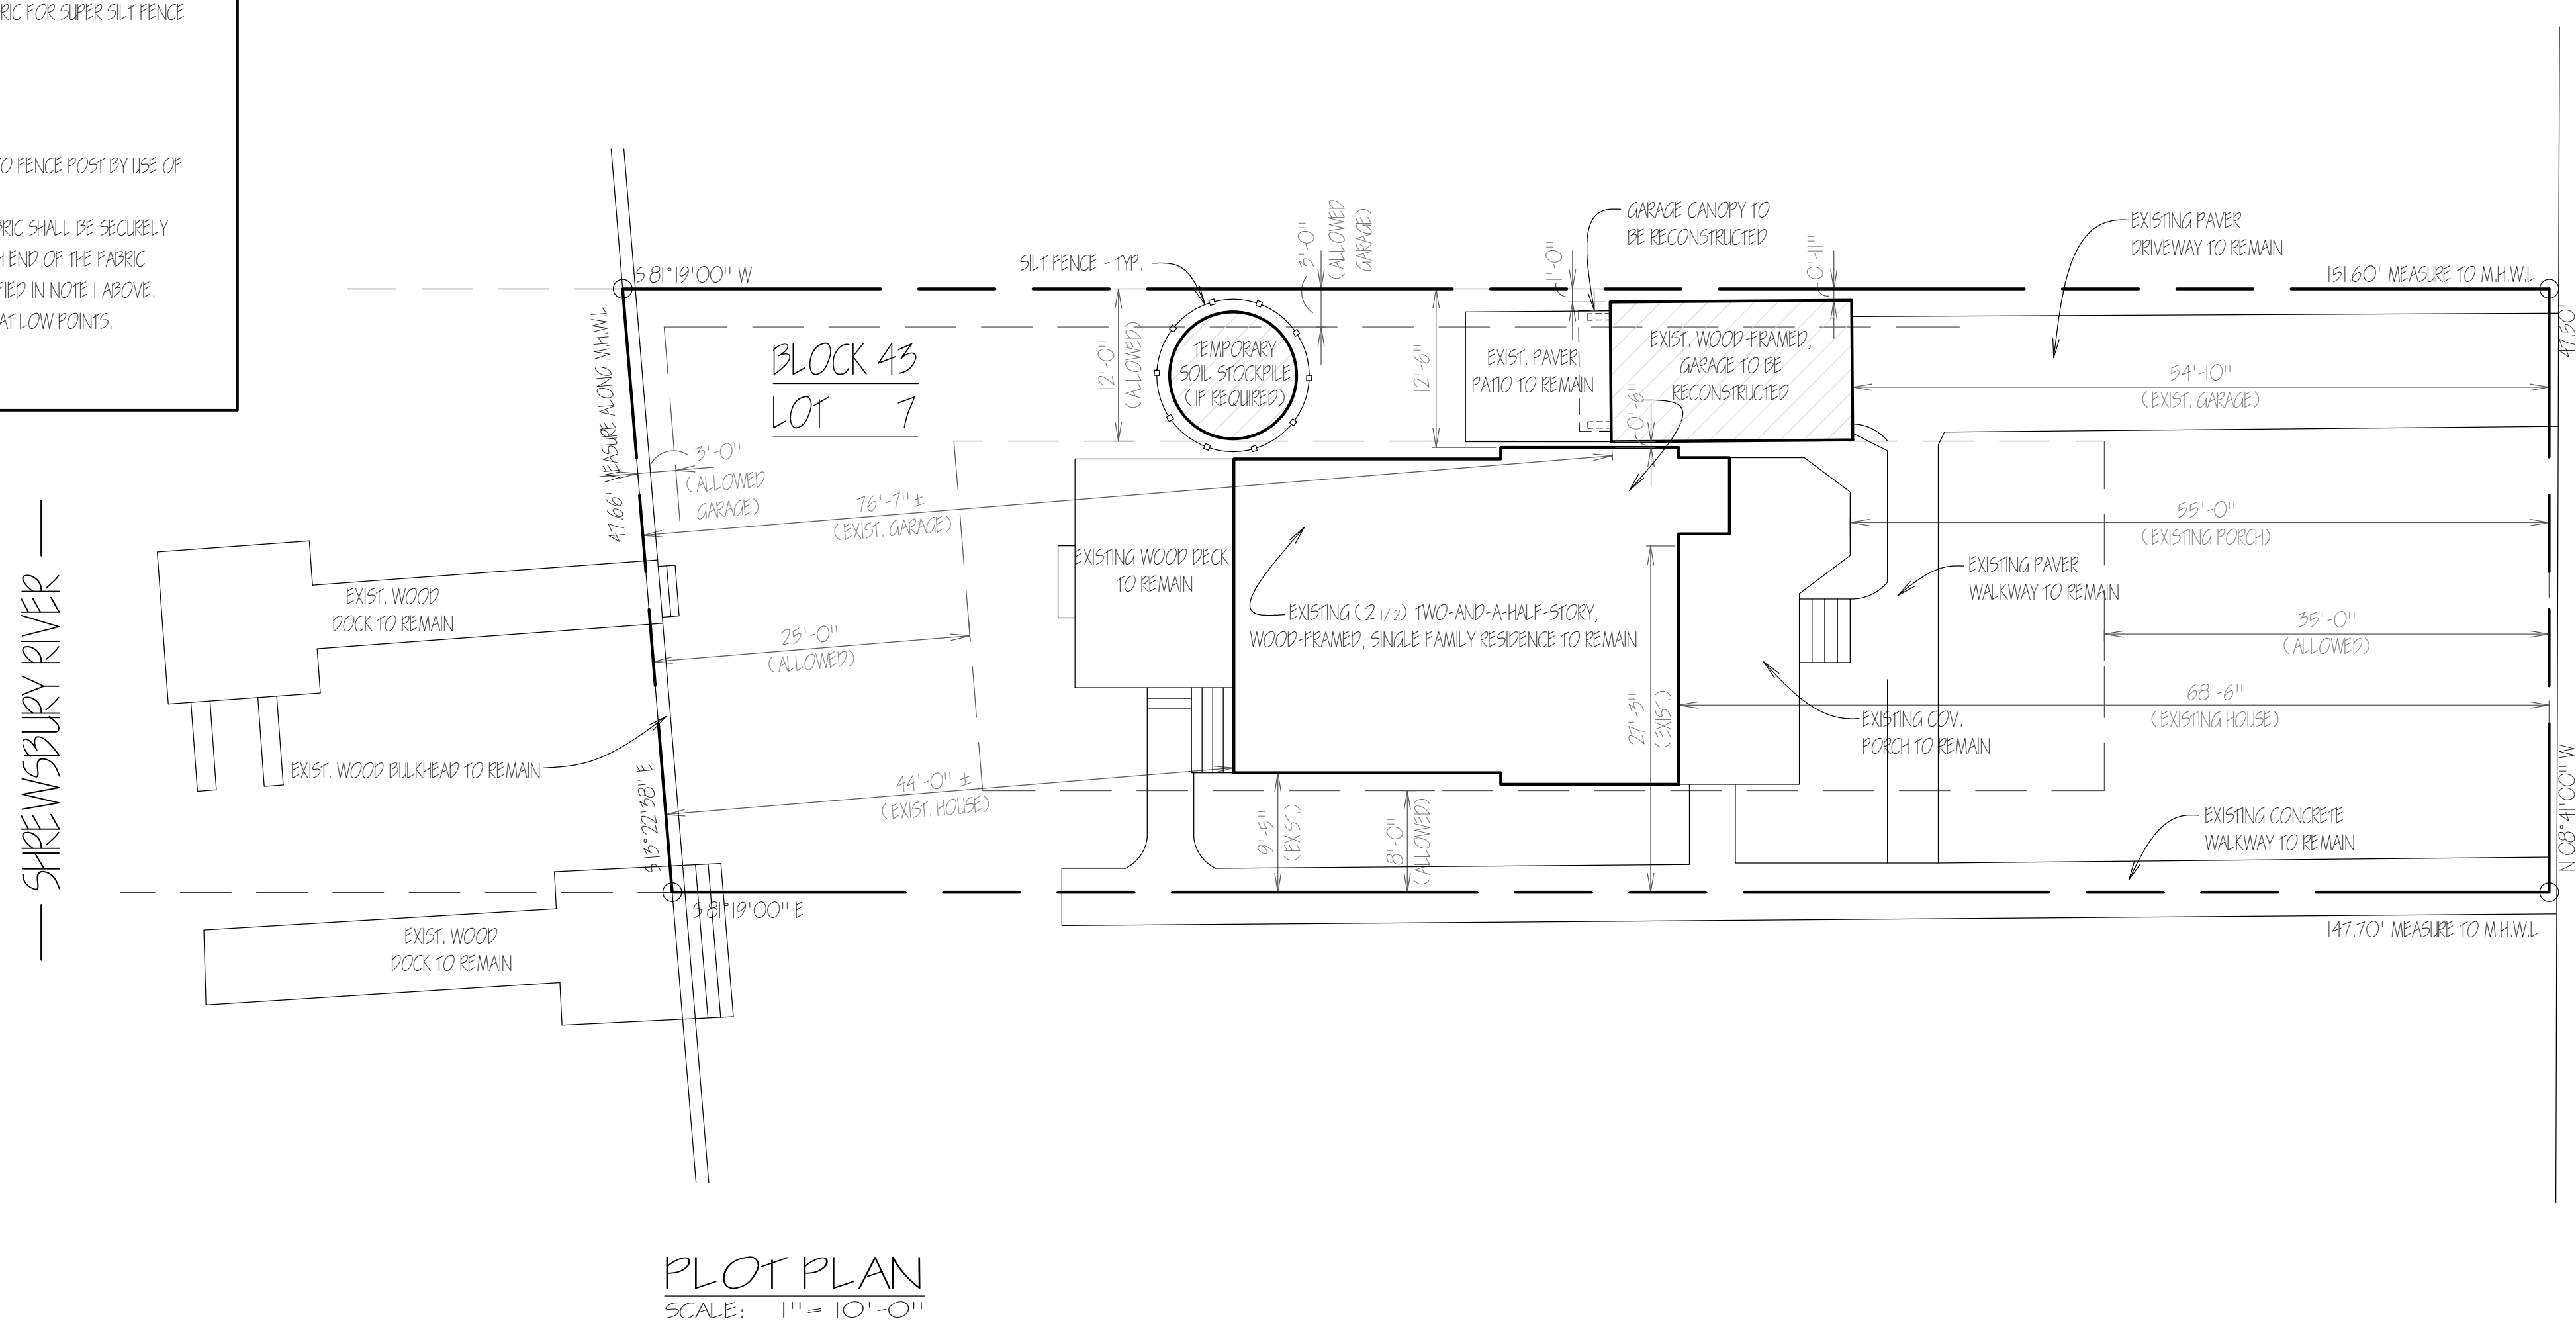 RIC FOR SUPER SILT FENCE
TO FENCE POST BY USE OF
BRIC SHALL BE SECURELY
H END OF THE FABRIC
FIED IN NOTE 1 ABOVE.
AT LOW POINTS.
SHREWSBURY RIVER
S 81°19'00" W
47.66' MEASURE ALONG M.H.W.L
BLOCK 43
LOT 7
3'-0"
(ALLOWED
GARAGE)
SILT FENCE - TYP.
12'-0"
(ALLOWED)
TEMPORARY
SOIL STOCKPILE
(IF REQUIRED)
3'-0"
(ALLOWED
GARAGE)
12'-6"
1'-0"
GARAGE CANOPY TO
BE RECONSTRUCTED
0'-11"
EXIST. PAVER
PATIO TO REMAIN
EXIST. WOOD-FRAMED,
GARAGE TO BE
RECONSTRUCTED
0'-6"
EXISTING PAVER
DRIVEWAY TO REMAIN
151.60' MEASURE TO M.H.W.L
47.50'
54'-10"
(EXIST. GARAGE)
76'-7" ±
(EXIST. GARAGE)
55'-0"
(EXISTING PORCH)
EXISTING WOOD DECK
TO REMAIN
EXISTING PAVER
WALKWAY TO REMAIN
EXIST. WOOD
DOCK TO REMAIN
EXISTING (2 1/2) TWO-AND-A-HALF-STORY,
WOOD-FRAMED, SINGLE FAMILY RESIDENCE TO REMAIN
25'-0"
(ALLOWED)
35'-0"
(ALLOWED)
27'-3"
(EXIST.)
68'-6"
(EXISTING HOUSE)
EXISTING COV.
PORCH TO REMAIN
EXIST. WOOD BULKHEAD TO REMAIN
S 13°22'38" E
44'-0" ±
(EXIST. HOUSE)
9'-5"
(EXIST.)
8'-0"
(ALLOWED)
EXISTING CONCRETE
WALKWAY TO REMAIN
N 08°41'00" W
S 81°19'00" E
147.70' MEASURE TO M.H.W.L
EXIST. WOOD
DOCK TO REMAIN
PLOT PLAN
SCALE: 1" = 10'-0"